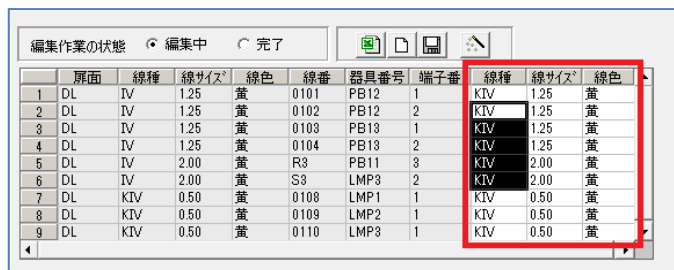 編集作業の状態 編集中 完了
扉面 線種 線サイズ 線色 線番 器具番号 端子番 線種 線サイズ 線色
1 DL IV 1.25 黄 0101 PB12 1 KIV 1.25 黄
2 DL IV 1.25 黄 0102 PB12 2 KIV 1.25 黄
3 DL IV 1.25 黄 0103 PB13 1 KIV 1.25 黄
4 DL IV 1.25 黄 0104 PB13 2 KIV 1.25 黄
5 DL IV 2.00 黄 R3 PB11 3 KIV 2.00 黄
6 DL IV 2.00 黄 S3 LMP3 2 KIV 2.00 黄
7 DL KIV 0.50 黄 0108 LMP1 1 KIV 0.50 黄
8 DL KIV 0.50 黄 0109 LMP2 1 KIV 0.50 黄
9 DL KIV 0.50 黄 0110 LMP3 1 KIV 0.50 黄